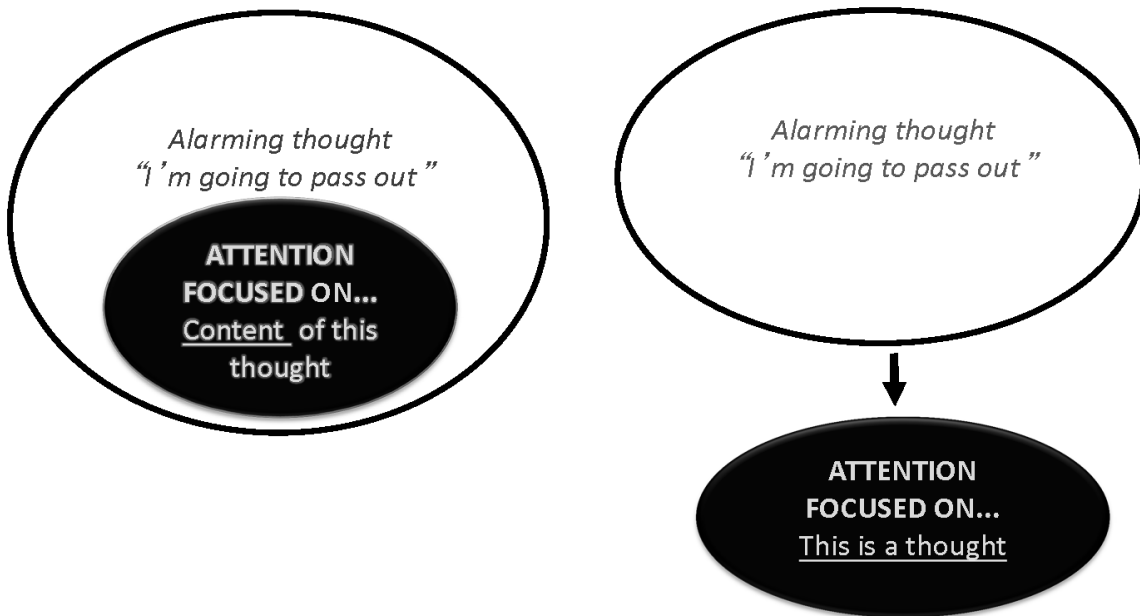 Alarming thought
“I’m going to pass out”
ATTENTION
FOCUSED ON...
Content of this
thought
Alarming thought
“I’m going to pass out”
ATTENTION
FOCUSED ON...
This is a thought